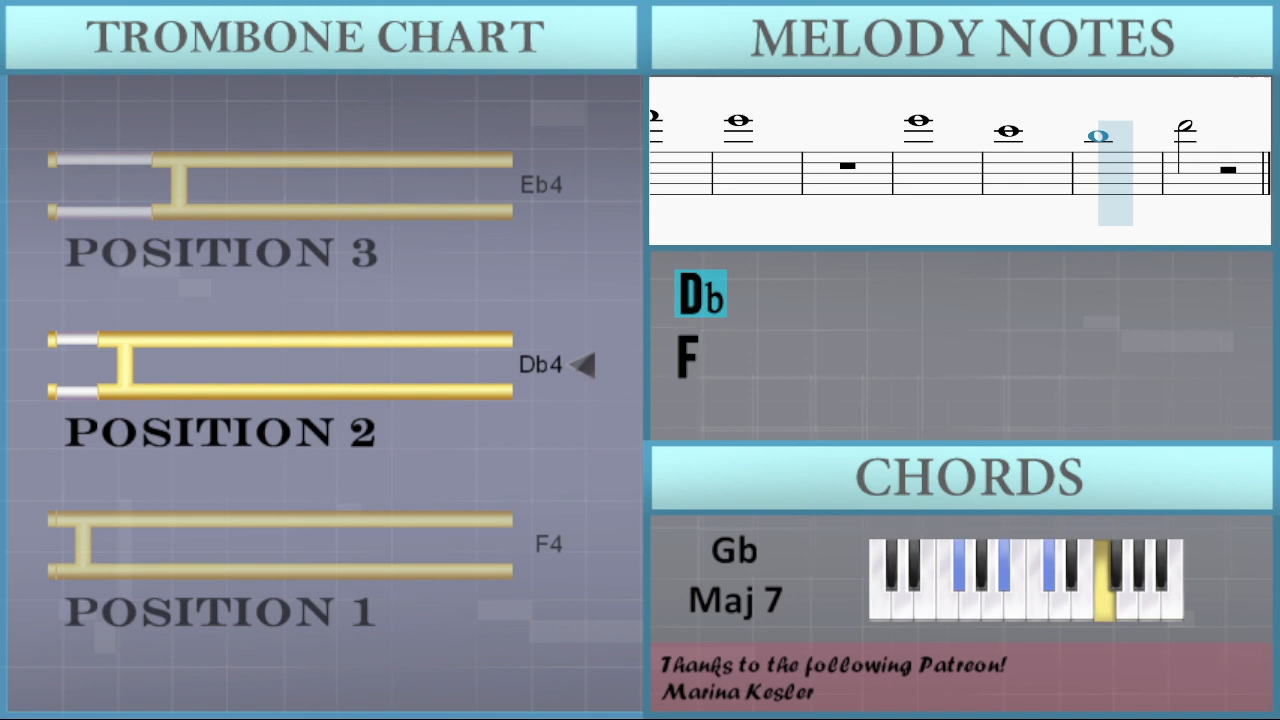 TROMBONE CHART
Eb4
POSITION 3
Db4
POSITION 2
F4
POSITION 1
MELODY NOTES
Db
F
CHORDS
Gb
Maj 7
Thanks to the following Patreon!
Marina Kesler